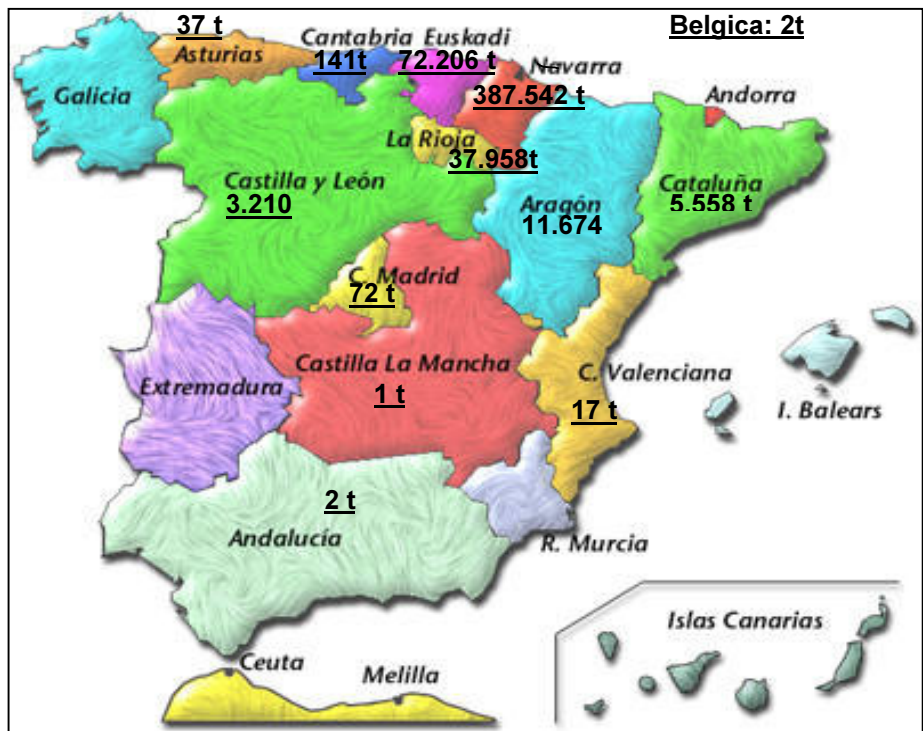 37 t
Belgica: 2t
Cantabria Euskadi
Asturias
141t
72.206 t
Navarra
Galicia
387.542 t
Andorra
La Rioja
37.958t
Castilla y León
3.210
Cataluña
5.558 t
Aragón
11.674
C. Madrid
72 t
Castilla La Mancha
1 t
C. Valenciana
17 t
Extremadura
I. Balears
2 t
Andalucía
R. Murcia
Islas Canarias
Ceuta
Melilla